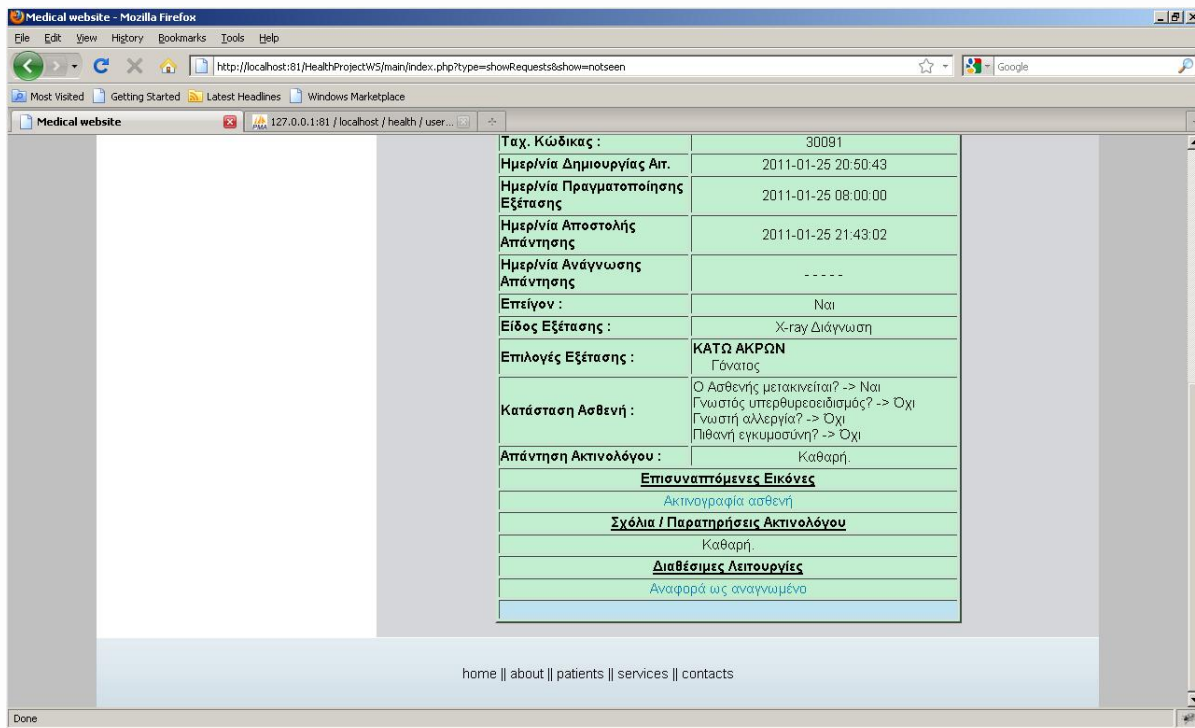 Medical website - Mozilla Firefox
File Edit View History Bookmarks Tools Help
http://localhost:81/HealthProjectWS/main/index.php?type=showRequests&show=notseen
Google
Most Visited Getting Started Latest Headlines Windows Marketplace
Medical website
127.0.0.1:81 / localhost / health / user...
Ταχ. Κώδικας : 30091
Ημερ/νία Δημιουργίας Αιτ. 2011-01-25 20:50:43
Ημερ/νία Πραγματοποίησης
Εξέτασης
2011-01-25 08:00:00
Ημερ/νία Αποστολής
Απάντησης
2011-01-25 21:43:02
Ημερ/νία Ανάγνωσης
Απάντησης
- - - - -
Επείγον : Ναι
Είδος Εξέτασης : X-ray Διάγνωση
Επιλογές Εξέτασης :
ΚΑΤΩ ΑΚΡΩΝ
Γόνατος
Κατάσταση Ασθενή :
Ο Ασθενής μετακινείται? -> Ναι
Γνωστός υπερθυρεοειδισμός? -> Όχι
Γνωστή αλλεργία? -> Όχι
Πιθανή εγκυμοσύνη? -> Όχι
Απάντηση Ακτινολόγου : Καθαρή.
Επισυναπτόμενες Εικόνες
Ακτινογραφία ασθενή
Σχόλια / Παρατηρήσεις Ακτινολόγου
Καθαρή.
Διαθέσιμες Λειτουργίες
Αναφορά ως αναγνωμένο
home || about || patients || services || contacts
Done